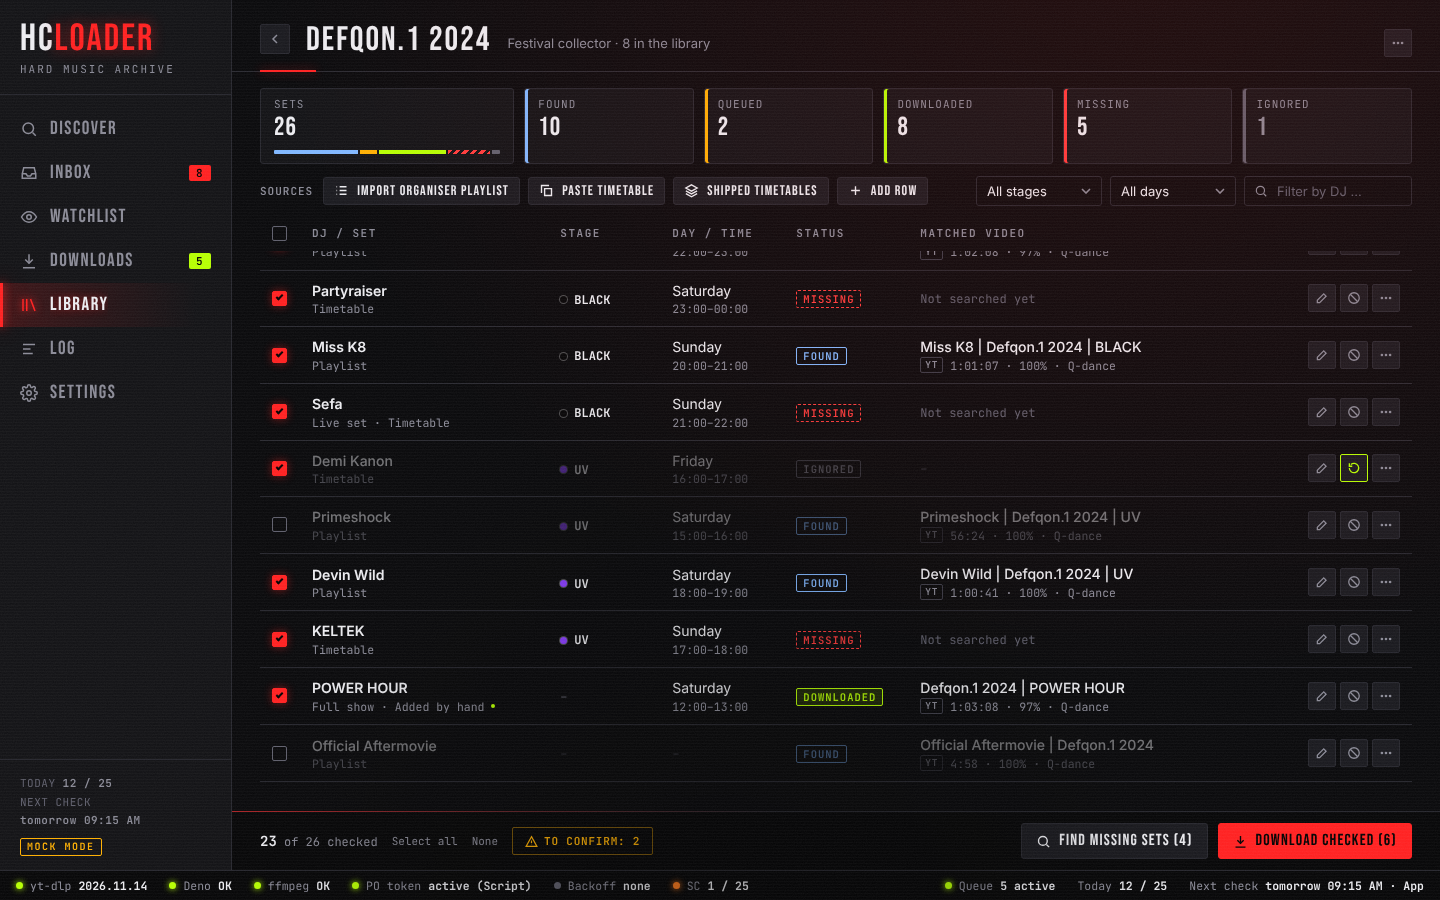 HCLOADER
HARD MUSIC ARCHIVE
DISCOVER
INBOX 8
WATCHLIST
DOWNLOADS 5
LIBRARY
LOG
SETTINGS
TODAY 12 / 25
NEXT CHECK
tomorrow 09:15 AM
MOCK MODE
DEFQON.1 2024 Festival collector · 8 in the library
SETS
26
FOUND
10
QUEUED
2
DOWNLOADED
8
MISSING
5
IGNORED
1
SOURCES IMPORT ORGANISER PLAYLIST PASTE TIMETABLE SHIPPED TIMETABLES ADD ROW All stages All days Filter by DJ ...
DJ / SET STAGE DAY / TIME STATUS MATCHED VIDEO
Playlist 22:00–23:00 YT 1:02:08 · 97% · Q-dance
Partyraiser BLACK Saturday MISSING Not searched yet
Timetable 23:00–00:00
Miss K8 BLACK Sunday FOUND Miss K8 | Defqon.1 2024 | BLACK
Playlist 20:00–21:00 YT 1:01:07 · 100% · Q-dance
Sefa BLACK Sunday MISSING Not searched yet
Live set · Timetable 21:00–22:00
Demi Kanon UV Friday IGNORED –
Timetable 16:00–17:00
Primeshock UV Saturday FOUND Primeshock | Defqon.1 2024 | UV
Playlist 15:00–16:00 YT 56:24 · 100% · Q-dance
Devin Wild UV Saturday FOUND Devin Wild | Defqon.1 2024 | UV
Playlist 18:00–19:00 YT 1:00:41 · 100% · Q-dance
KELTEK UV Sunday MISSING Not searched yet
Timetable 17:00–18:00
POWER HOUR – Saturday DOWNLOADED Defqon.1 2024 | POWER HOUR
Full show · Added by hand 12:00–13:00 YT 1:03:08 · 97% · Q-dance
Official Aftermovie – – FOUND Official Aftermovie | Defqon.1 2024
Playlist YT 4:58 · 100% · Q-dance
23 of 26 checked Select all None TO CONFIRM: 2 FIND MISSING SETS (4) DOWNLOAD CHECKED (6)
yt-dlp 2026.11.14 Deno OK ffmpeg OK PO token active (Script) Backoff none SC 1 / 25 Queue 5 active Today 12 / 25 Next check tomorrow 09:15 AM · App